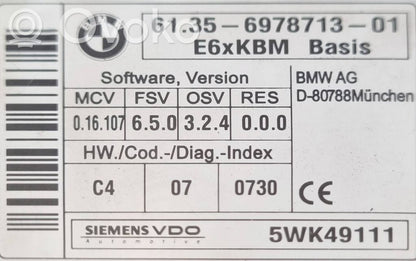 61.35-6978713-01
E6xKBM Basis
Software, Version
MCV FSV OSV RES
0.16.107 6.5.0 3.2.4 0.0.0
HW./Cod.-/Diag.-Index
C4 07 0730
BMW AG
D-80788München
CE
SIEMENS VDO
Automotive
5WK49111